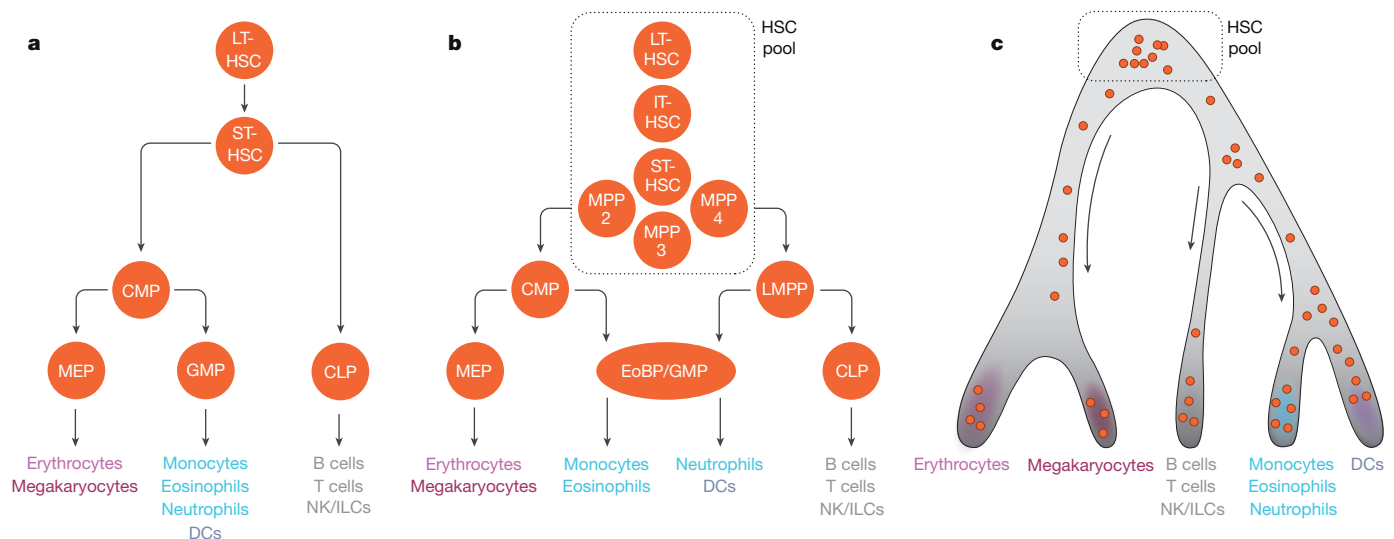 a
LT-
HSC
ST-
HSC
CMP
MEP
GMP
CLP
Erythrocytes
Megakaryocytes
Monocytes
Eosinophils
Neutrophils
DCs
B cells
T cells
NK/ILCs
b
HSC
pool
LT-
HSC
IT-
HSC
ST-
HSC
MPP
2
MPP
3
MPP
4
CMP
LMPP
MEP
EoBP/GMP
CLP
Erythrocytes
Megakaryocytes
Monocytes
Eosinophils
Neutrophils
DCs
B cells
T cells
NK/ILCs
c
HSC
pool
Erythrocytes
Megakaryocytes
B cells
T cells
NK/ILCs
Monocytes
Eosinophils
Neutrophils
DCs